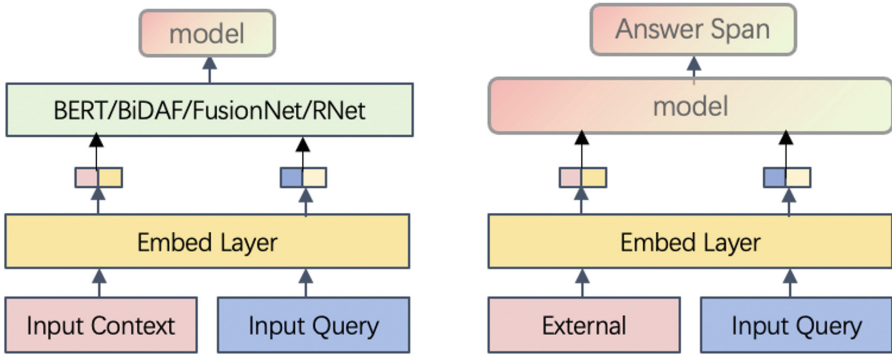 model
BERT/BiDAF/FusionNet/RNet
Embed Layer
Input Context
Input Query
Answer Span
model
Embed Layer
External
Input Query